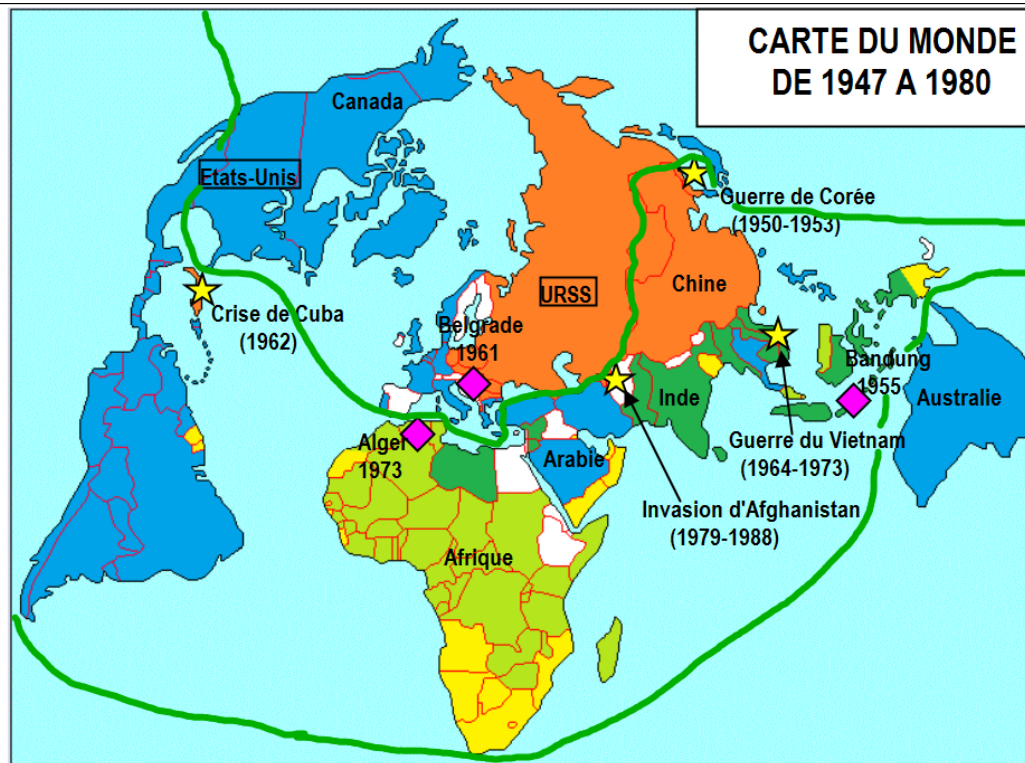 CARTE DU MONDE
DE 1947 A 1980
Canada
Etats-Unis
Guerre de Corée
(1950-1953)
Chine
URSS
Crise de Cuba
(1962)
Belgrade
1961
Bandung
1955
Inde
Australie
Alger
1973
Arabie
Guerre du Vietnam
(1964-1973)
Invasion d'Afghanistan
(1979-1988)
Afrique